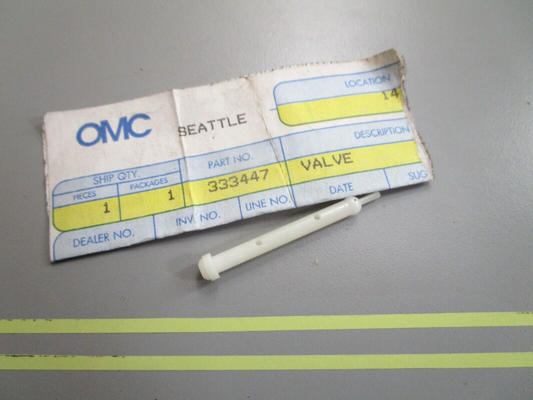 OMC SEATTLE
LOCATION
14
SHIP QTY.
PIECES PACKAGES
1 1
PART NO.
333447
DESCRIPTION
VALVE
DEALER NO. INV. NO. LINE NO. DATE SUG